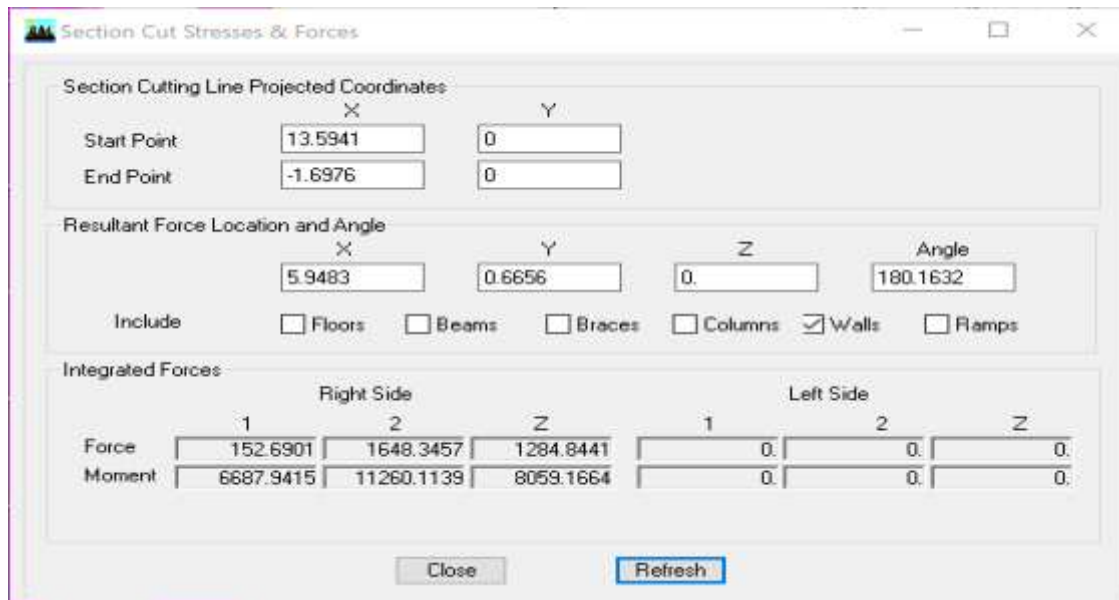 Section Cut Stresses & Forces
Section Cutting Line Projected Coordinates
X Y
Start Point 13.5941 0
End Point -1.6976 0
Resultant Force Location and Angle
X Y Z Angle
5.9483 0.6656 0. 180.1632
Include Floors Beams Braces Columns Walls Ramps
Integrated Forces
Right Side Left Side
1 2 Z 1 2 Z
Force 152.6901 1648.3457 1284.8441 0. 0. 0.
Moment 6687.9415 11260.1139 8059.1664 0. 0. 0.
Close Refresh